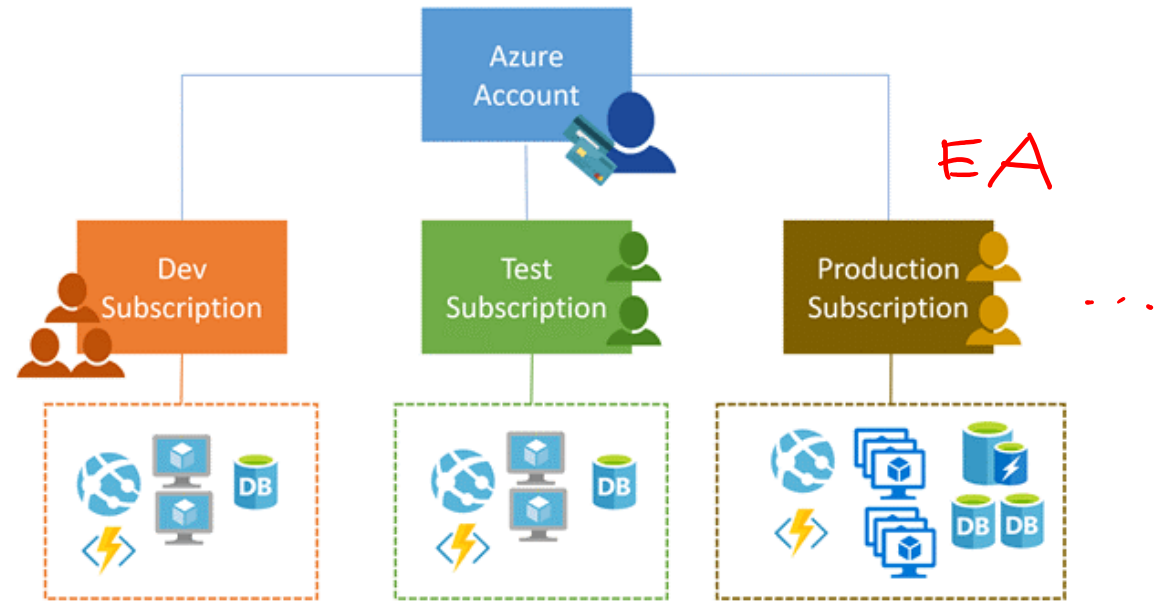 Azure
Account
EA
Dev
Subscription
Test
Subscription
Production
Subscription
...
DB
DB
DB
DB